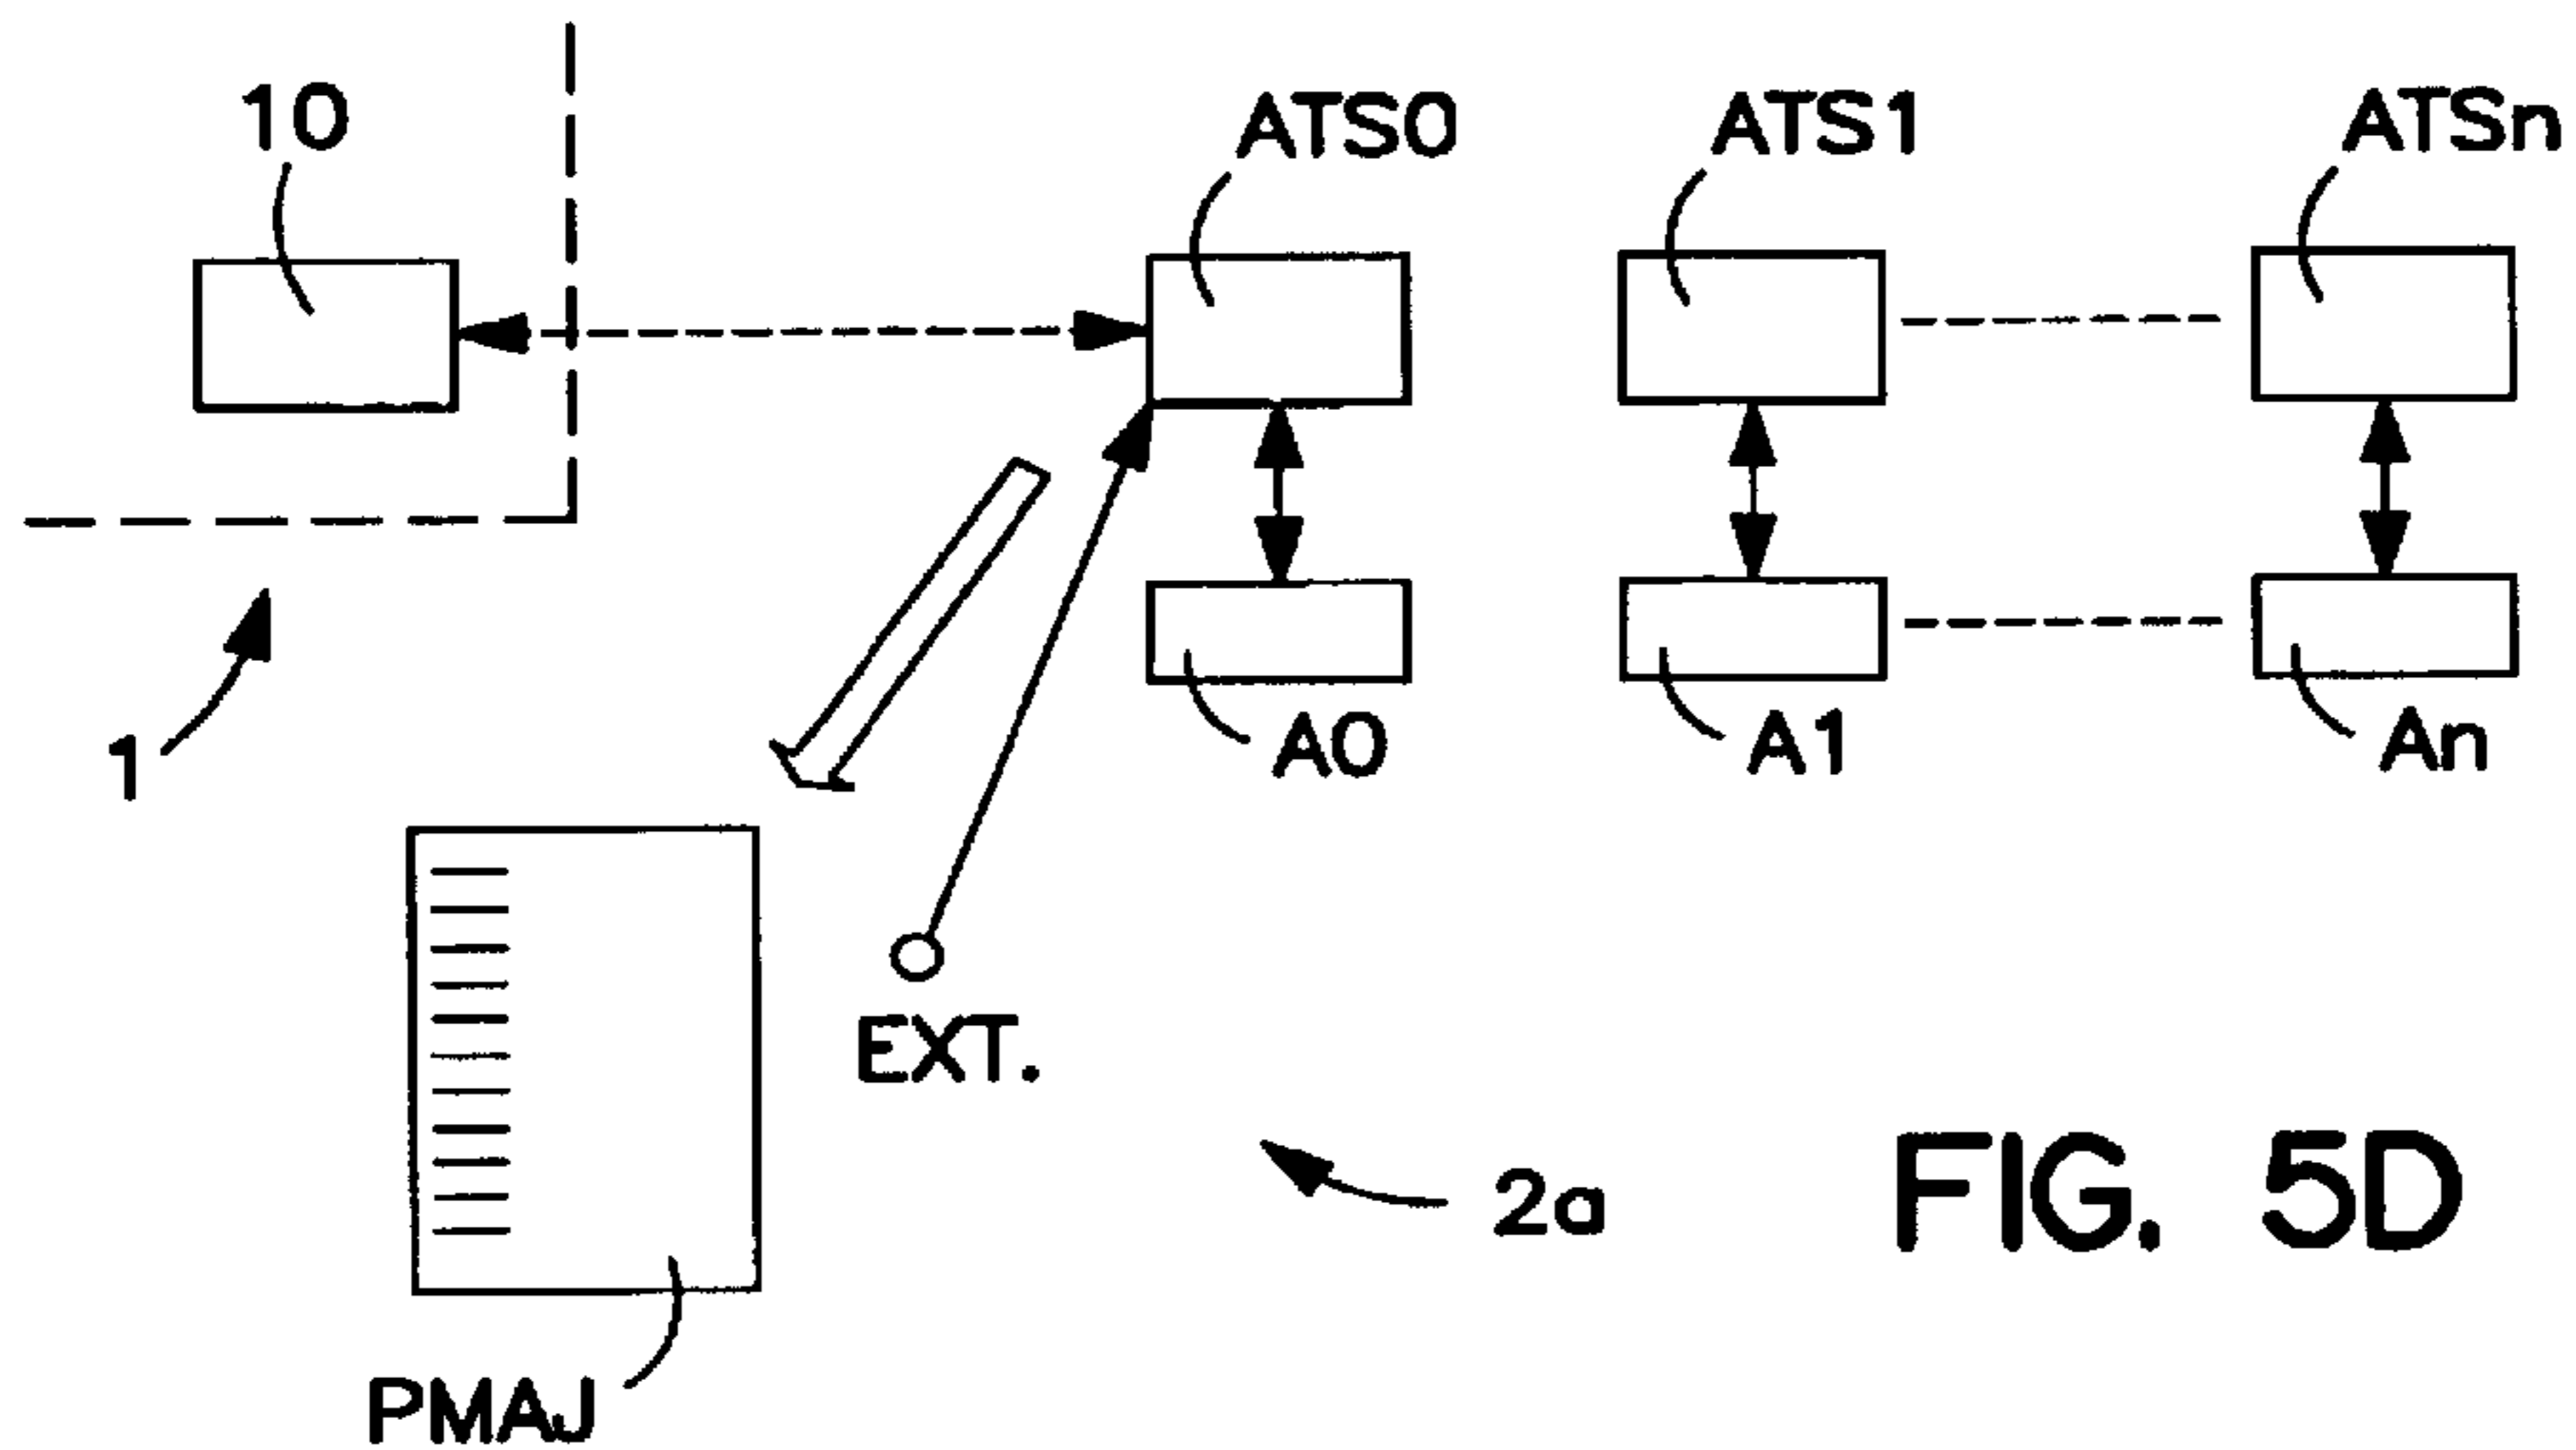 10
ATS0
ATS1
ATSn
1
A0
A1
An
EXT.
2a
FIG. 5D
PMAJ